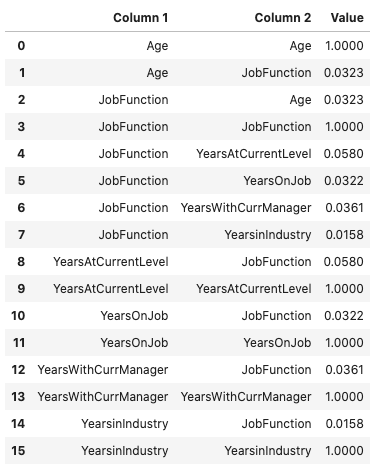 Column 1 Column 2 Value
0 Age Age 1.0000
1 Age JobFunction 0.0323
2 JobFunction Age 0.0323
3 JobFunction JobFunction 1.0000
4 JobFunction YearsAtCurrentLevel 0.0580
5 JobFunction YearsOnJob 0.0322
6 JobFunction YearsWithCurrManager 0.0361
7 JobFunction YearsinIndustry 0.0158
8 YearsAtCurrentLevel JobFunction 0.0580
9 YearsAtCurrentLevel YearsAtCurrentLevel 1.0000
10 YearsOnJob JobFunction 0.0322
11 YearsOnJob YearsOnJob 1.0000
12 YearsWithCurrManager JobFunction 0.0361
13 YearsWithCurrManager YearsWithCurrManager 1.0000
14 YearsinIndustry JobFunction 0.0158
15 YearsinIndustry YearsinIndustry 1.0000